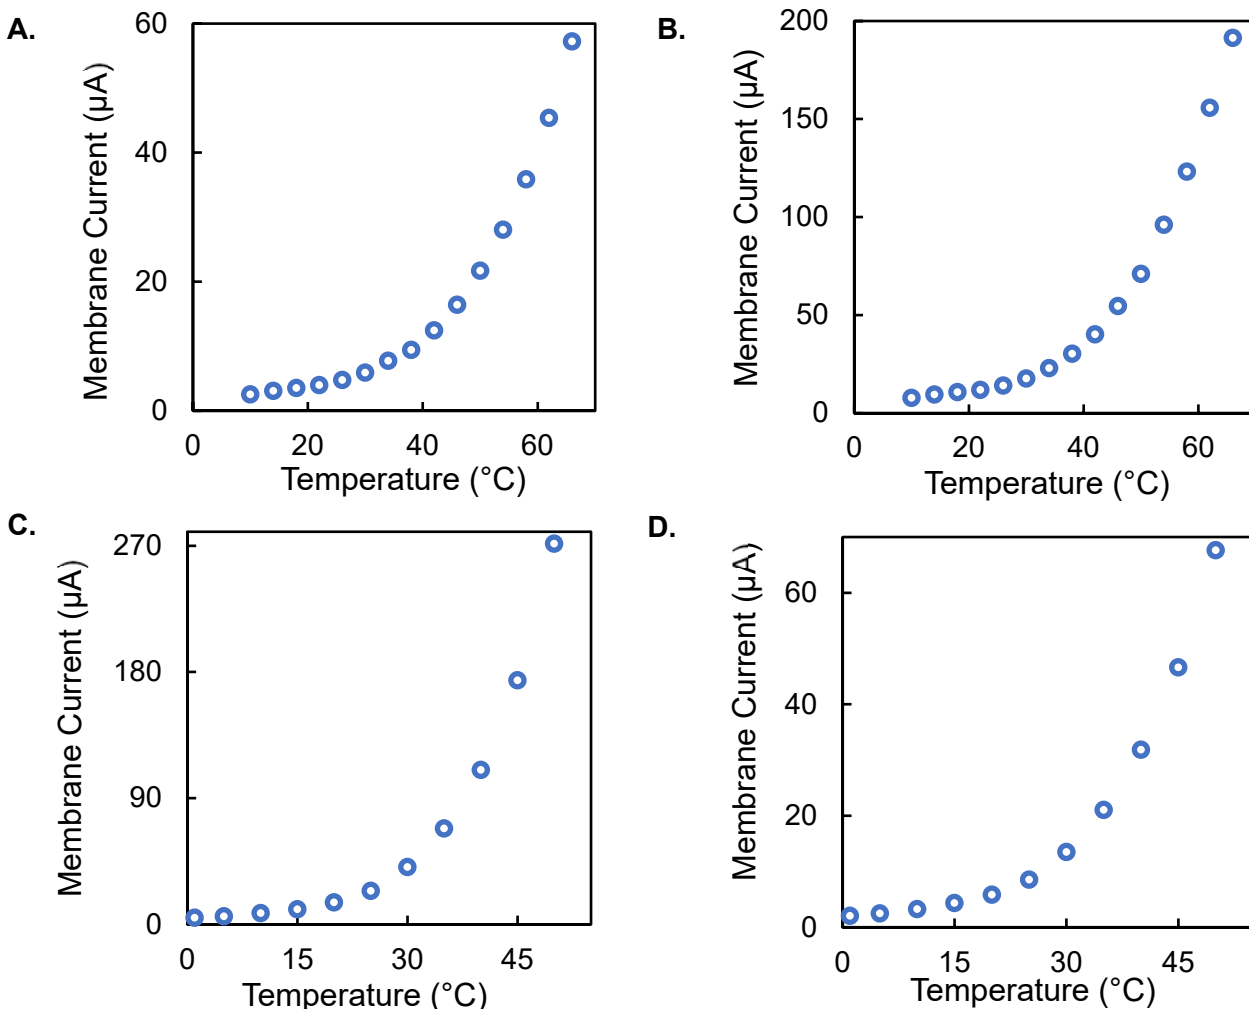 A.
Membrane Current (µA)
60
40
20
0
0 20 40 60
Temperature (°C)
B.
Membrane Current (µA)
200
150
100
50
0
0 20 40 60
Temperature (°C)
C.
Membrane Current (µA)
270
180
90
0
0 15 30 45
Temperature (°C)
D.
Membrane Current (µA)
60
40
20
0
0 15 30 45
Temperature (°C)